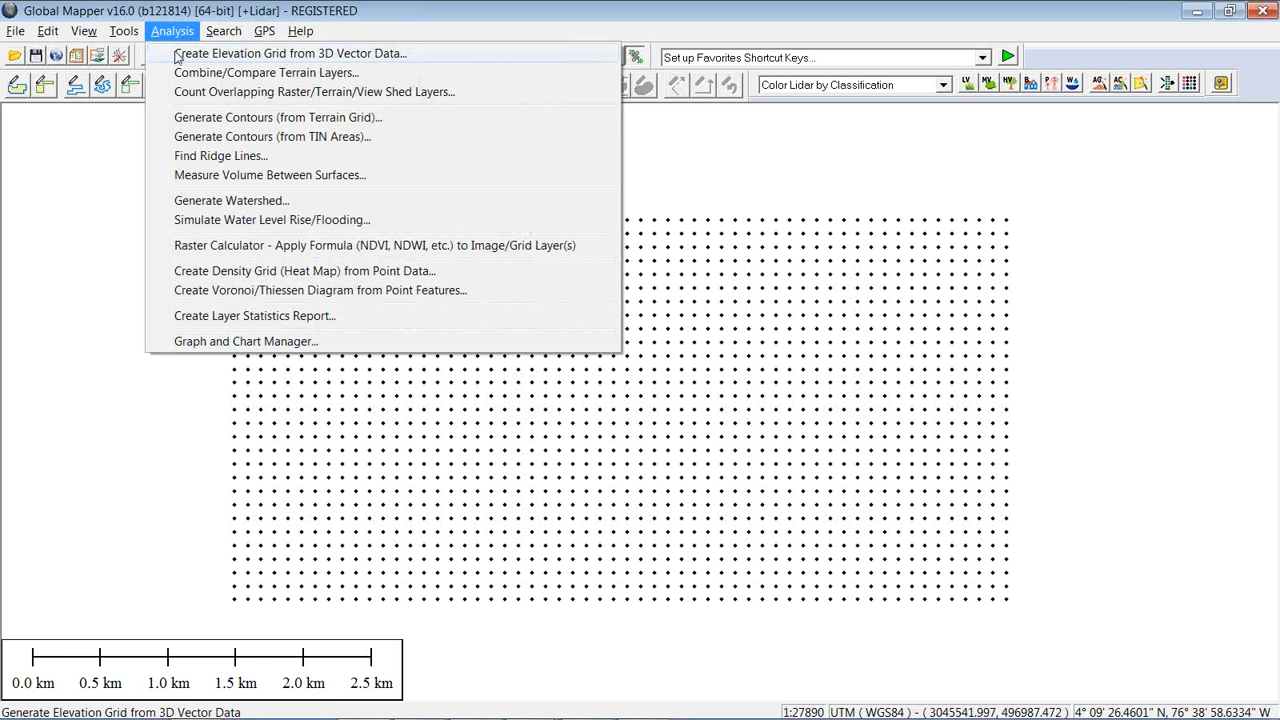 Global Mapper v16.0 (b121814) [64-bit] [+Lidar] - REGISTERED
File Edit View Tools Analysis Search GPS Help
Create Elevation Grid from 3D Vector Data...
Set up Favorites Shortcut Keys...
Combine/Compare Terrain Layers...
Color Lidar by Classification
Count Overlapping Raster/Terrain/View Shed Layers...
Generate Contours (from Terrain Grid)...
Generate Contours (from TIN Areas)...
Find Ridge Lines...
Measure Volume Between Surfaces...
Generate Watershed...
Simulate Water Level Rise/Flooding...
Raster Calculator - Apply Formula (NDVI, NDWI, etc.) to Image/Grid Layer(s)
Create Density Grid (Heat Map) from Point Data...
Create Voronoi/Thiessen Diagram from Point Features...
Create Layer Statistics Report...
Graph and Chart Manager...
0.0 km 0.5 km 1.0 km 1.5 km 2.0 km 2.5 km
Generate Elevation Grid from 3D Vector Data
1:27890 UTM ( WGS84 ) - ( 3045541.997, 496987.472 ) 4° 09' 26.4601" N, 76° 38' 58.6334" W